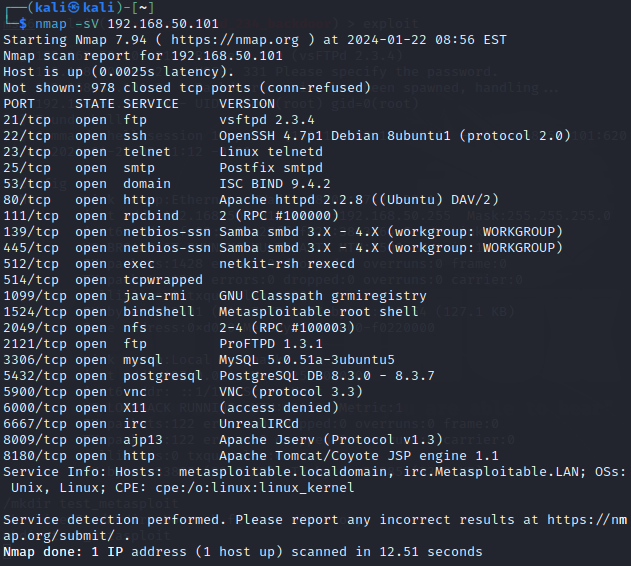 ┌──(kali㉿kali)-[~]
└─$ nmap -sV 192.168.50.101
Starting Nmap 7.94 ( https://nmap.org ) at 2024-01-22 08:56 EST
Nmap scan report for 192.168.50.101
Host is up (0.0025s latency).
Not shown: 978 closed tcp ports (conn-refused)
PORT     STATE SERVICE     VERSION
21/tcp   open  ftp         vsftpd 2.3.4
22/tcp   open  ssh         OpenSSH 4.7p1 Debian 8ubuntu1 (protocol 2.0)
23/tcp   open  telnet      Linux telnetd
25/tcp   open  smtp        Postfix smtpd
53/tcp   open  domain      ISC BIND 9.4.2
80/tcp   open  http        Apache httpd 2.2.8 ((Ubuntu) DAV/2)
111/tcp  open  rpcbind     2 (RPC #100000)
139/tcp  open  netbios-ssn Samba smbd 3.X - 4.X (workgroup: WORKGROUP)
445/tcp  open  netbios-ssn Samba smbd 3.X - 4.X (workgroup: WORKGROUP)
512/tcp  open  exec        netkit-rsh rexecd
514/tcp  open  tcpwrapped
1099/tcp open  java-rmi    GNU Classpath grmiregistry
1524/tcp open  bindshell   Metasploitable root shell
2049/tcp open  nfs         2-4 (RPC #100003)
2121/tcp open  ftp         ProFTPD 1.3.1
3306/tcp open  mysql       MySQL 5.0.51a-3ubuntu5
5432/tcp open  postgresql  PostgreSQL DB 8.3.0 - 8.3.7
5900/tcp open  vnc         VNC (protocol 3.3)
6000/tcp open  X11         (access denied)
6667/tcp open  irc         UnrealIRCd
8009/tcp open  ajp13       Apache Jserv (Protocol v1.3)
8180/tcp open  http        Apache Tomcat/Coyote JSP engine 1.1
Service Info: Hosts:  metasploitable.localdomain, irc.Metasploitable.LAN; OSs:
 Unix, Linux; CPE: cpe:/o:linux:linux_kernel

Service detection performed. Please report any incorrect results at https://nm
ap.org/submit/ .
Nmap done: 1 IP address (1 host up) scanned in 12.51 seconds